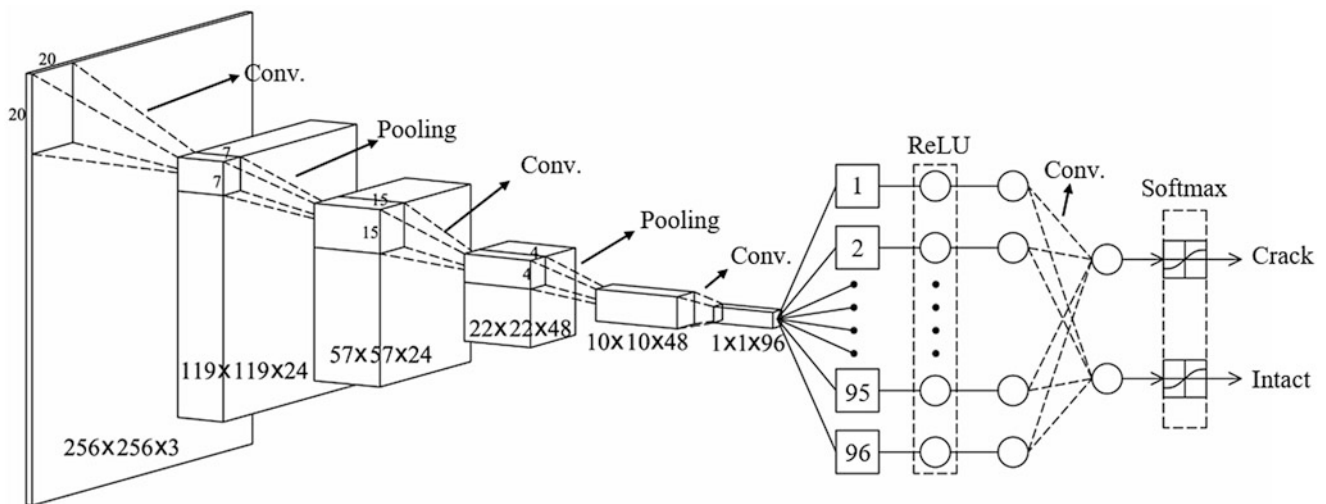 20
20
Conv.
256×256×3
7
7
Pooling
119×119×24
15
15
Conv.
57×57×24
4
4
Pooling
22×22×48
Conv.
10×10×48
1×1×96
1
2
95
96
ReLU
Conv.
Softmax
Crack
Intact